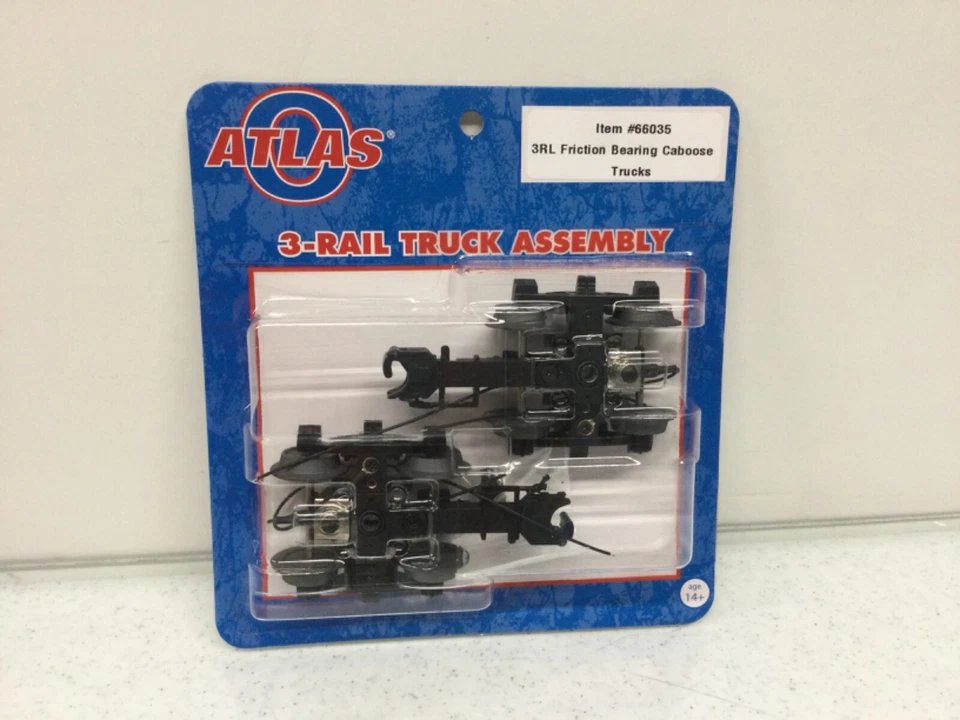 ATLAS®
O
Item #66035
3RL Friction Bearing Caboose
Trucks
3-RAIL TRUCK ASSEMBLY
age
14+